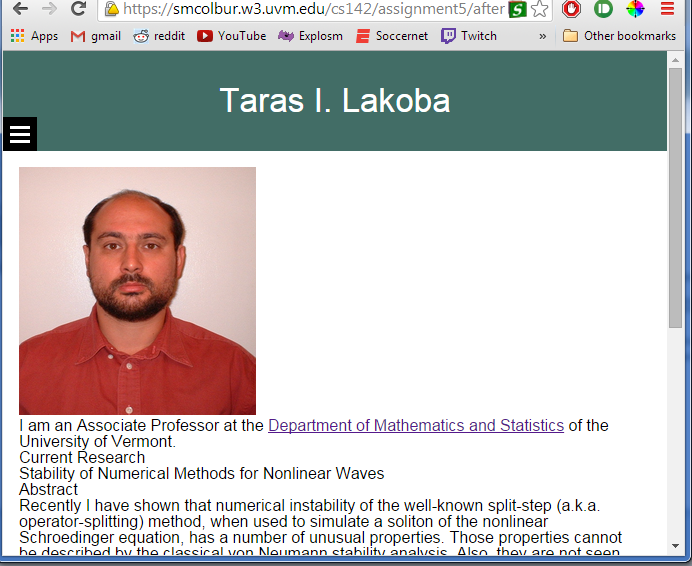 https://smcolbur.w3.uvm.edu/cs142/assignment5/after
Apps gmail reddit YouTube Explosm Soccernet Twitch » Other bookmarks
Taras I. Lakoba
I am an Associate Professor at the Department of Mathematics and Statistics of the
University of Vermont.
Current Research
Stability of Numerical Methods for Nonlinear Waves
Abstract
Recently I have shown that numerical instability of the well-known split-step (a.k.a.
operator-splitting) method, when used to simulate a soliton of the nonlinear
Schroedinger equation, has a number of unusual properties. Those properties cannot
be described by the classical von Neumann stability analysis. Also, they are not seen